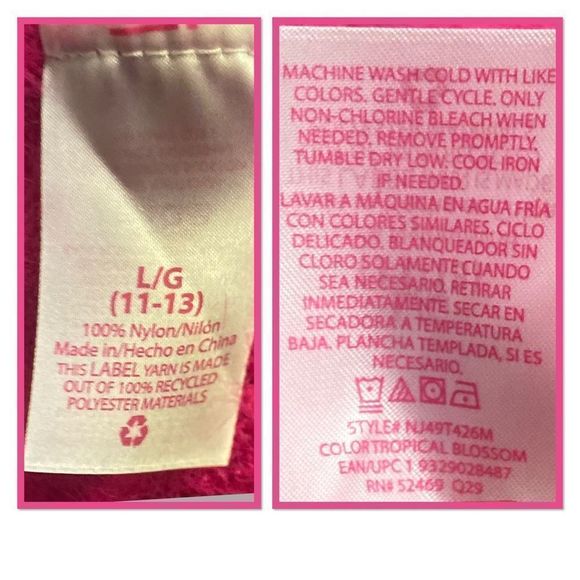 L/G
(11-13)
100% Nylon/Nilón
Made in/Hecho en China
THIS LABEL YARN IS MADE
OUT OF 100% RECYCLED
POLYESTER MATERIALS
MACHINE WASH COLD WITH LIKE
COLORS. GENTLE CYCLE. ONLY
NON-CHLORINE BLEACH WHEN
NEEDED. REMOVE PROMPTLY.
TUMBLE DRY LOW. COOL IRON
IF NEEDED.
LAVAR A MÁQUINA EN AGUA FRÍA
CON COLORES SIMILARES. CICLO
DELICADO. BLANQUEADOR SIN
CLORO SOLAMENTE CUANDO
SEA NECESARIO. RETIRAR
INMEDIATAMENTE. SECAR EN
SECADORA A TEMPERATURA
BAJA. PLANCHA TEMPLADA, SI ES
NECESARIO.
STYLE# NJ49T426M
COLOR TROPICAL BLOSSOM
EAN/UPC 1 9329028487
RN# 52469 Q29